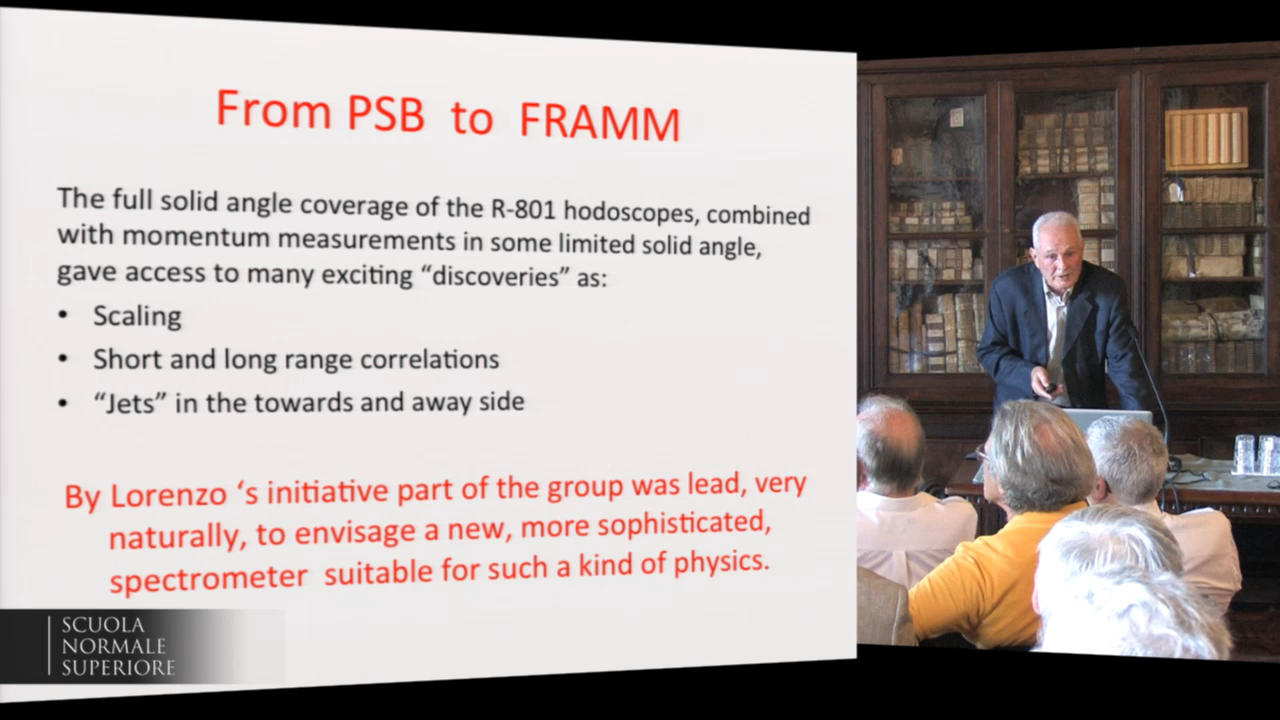 From PSB to FRAMM
The full solid angle coverage of the R-801 hodoscopes, combined
with momentum measurements in some limited solid angle,
gave access to many exciting “discoveries” as:
• Scaling
• Short and long range correlations
• “Jets” in the towards and away side
By Lorenzo ‘s initiative part of the group was lead, very
naturally, to envisage a new, more sophisticated,
spectrometer suitable for such a kind of physics.
SCUOLA
NORMALE
SUPERIORE